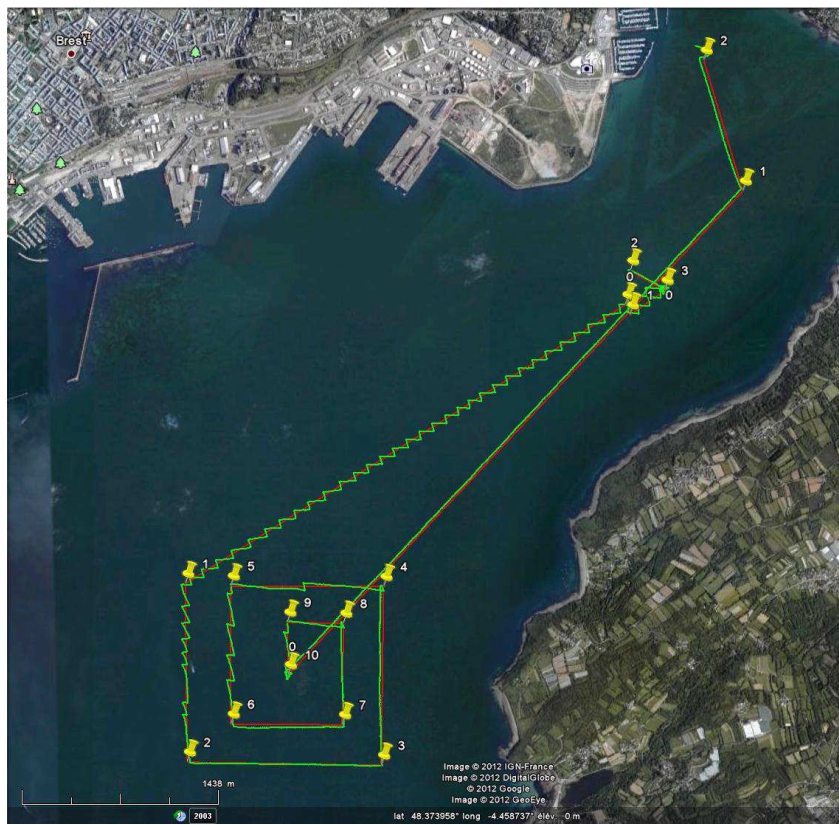 Brest
2
1
2
3
0
1
0
1
5
4
9
8
0
10
6
7
2
3
Image © 2012 IGN-France
Image © 2012 DigitalGlobe
© 2012 Google
Image © 2012 GeoEye
1438 m
2003
lat 48.373958° long -4.458737° élév. 0 m